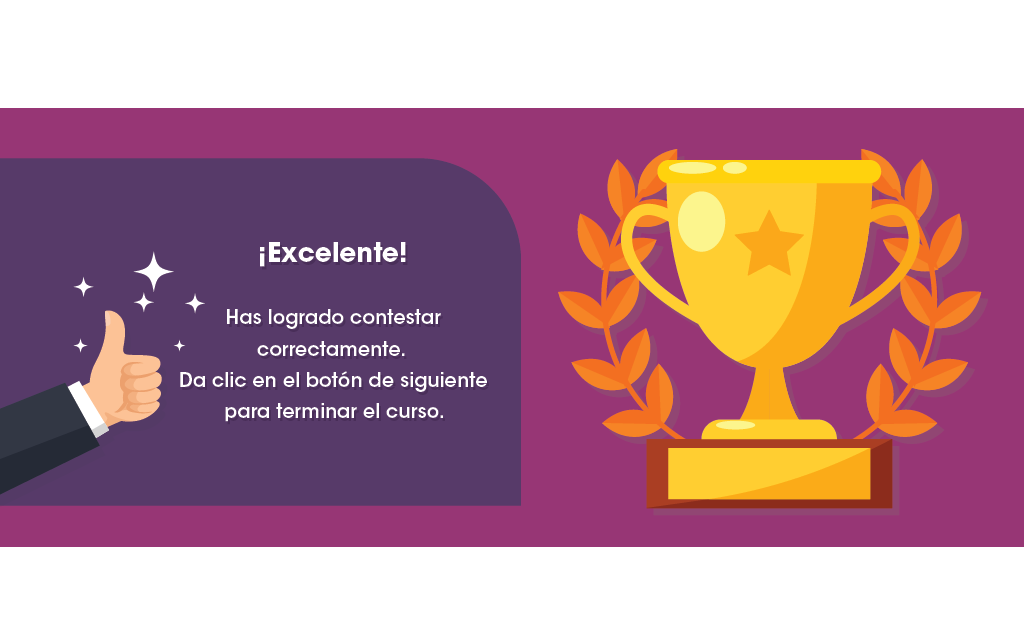 ¡Excelente!
Has logrado contestar
correctamente.
Da clic en el botón de siguiente
para terminar el curso.